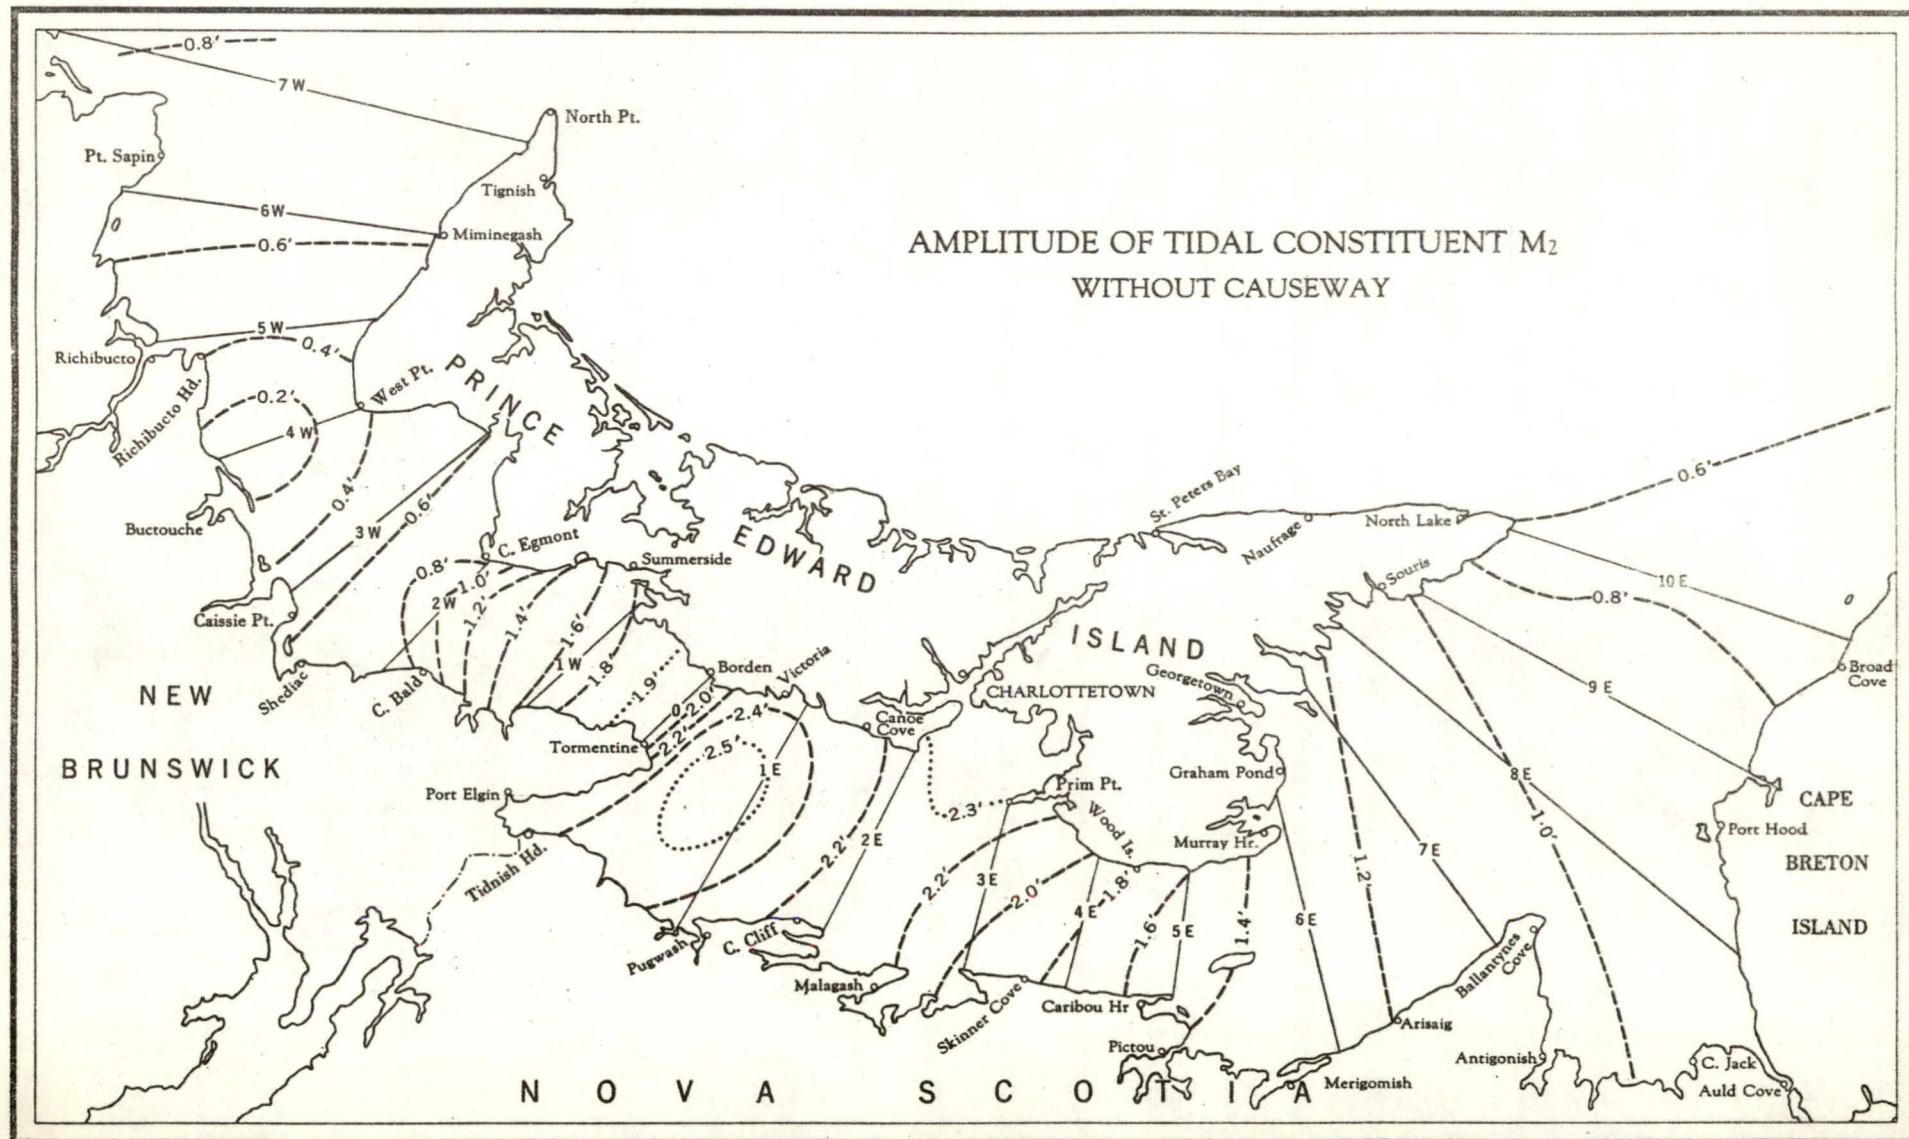 0.8'
7 W
North Pt.
Pt. Sapin
Tignish
6W
0.6'
Miminegash
AMPLITUDE OF TIDAL CONSTITUENT M2
WITHOUT CAUSEWAY
5 W
0.4'
Richibucto
West Pt.
PRINCE
Richibucto Hd.
0.2'
4 W
0.4'
0.6'
3 W
Buctouche
St. Peters Bay
0.6'
Naufrage
North Lake
EDWARD
C. Egmont
Summerside
Souris
10 E
0.8'
0.8'
1.0'
2W
1.2'
1.4'
1.6'
1 W
1.8'
1.9'
Caissie Pt.
ISLAND
Shediac
C. Bald
Borden
Victoria
Georgetown
CHARLOTTETOWN
Broad
Cove
9 E
NEW
BRUNSWICK
0
2.0'
2.2'
2.4'
2.5'
Canoe
Cove
Tormentine
1 E
Port Elgin
Graham Pond
Prim Pt.
2.3'
8 E
CAPE
BRETON
ISLAND
Port Hood
Wood Is.
Murray Hr.
1.0'
2 E
2.2'
7 E
1.2'
Tidnish Hd.
2.2'
3 E
2.0'
1.8'
4 E
1.6'
5 E
1.4'
6 E
Pugwash
C. Cliff
Ballantynes
Cove
Malagash
Skinner Cove
Caribou Hr
Arisaig
Pictou
Antigonish
C. Jack
Merigomish
Auld Cove
NOVA SCOTIA